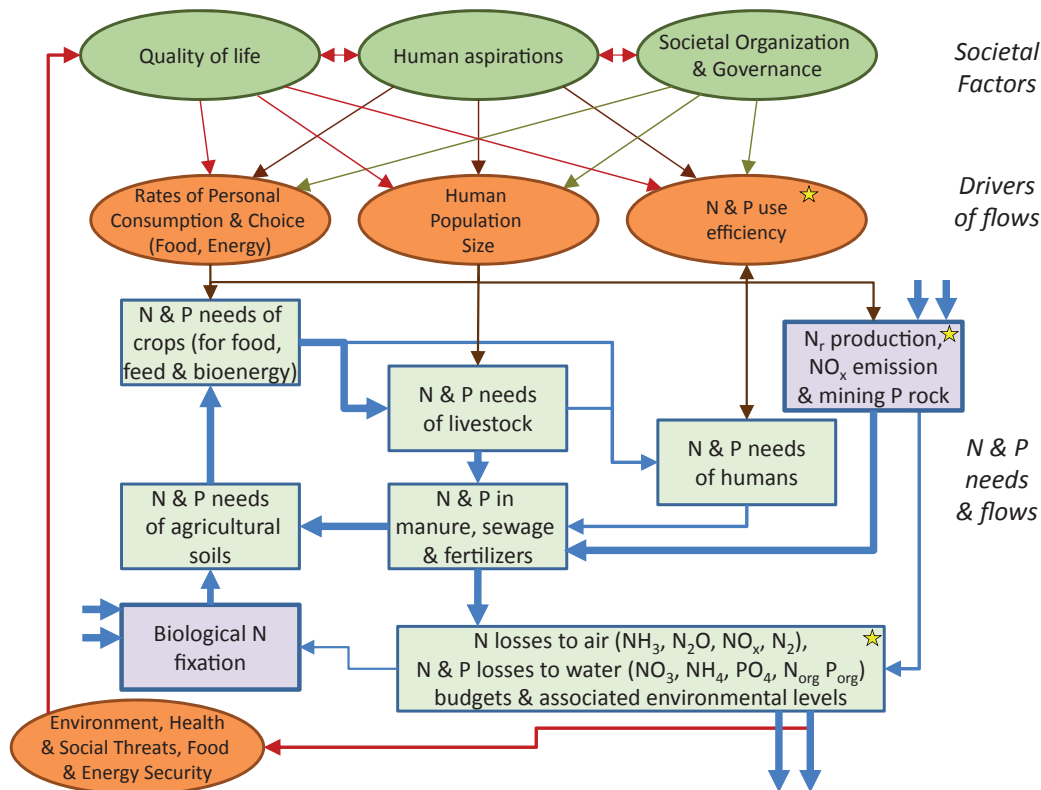 Quality of life
Human aspirations
Societal Organization
& Governance
Societal
Factors
Rates of Personal
Consumption & Choice
(Food, Energy)
Human
Population
Size
N & P use
efficiency
Drivers
of flows
N & P needs of
crops (for food,
feed & bioenergy)
N & P needs
of livestock
N & P needs
of humans
Nᵣ production,
NOₓ emission
& mining P rock
N & P
needs
& flows
N & P needs
of agricultural
soils
N & P in
manure, sewage
& fertilizers
Biological N
fixation
N losses to air (NH₃, N₂O, NOₓ, N₂),
N & P losses to water (NO₃, NH₄, PO₄, Norg Porg)
budgets & associated environmental levels
Environment, Health
& Social Threats, Food
& Energy Security